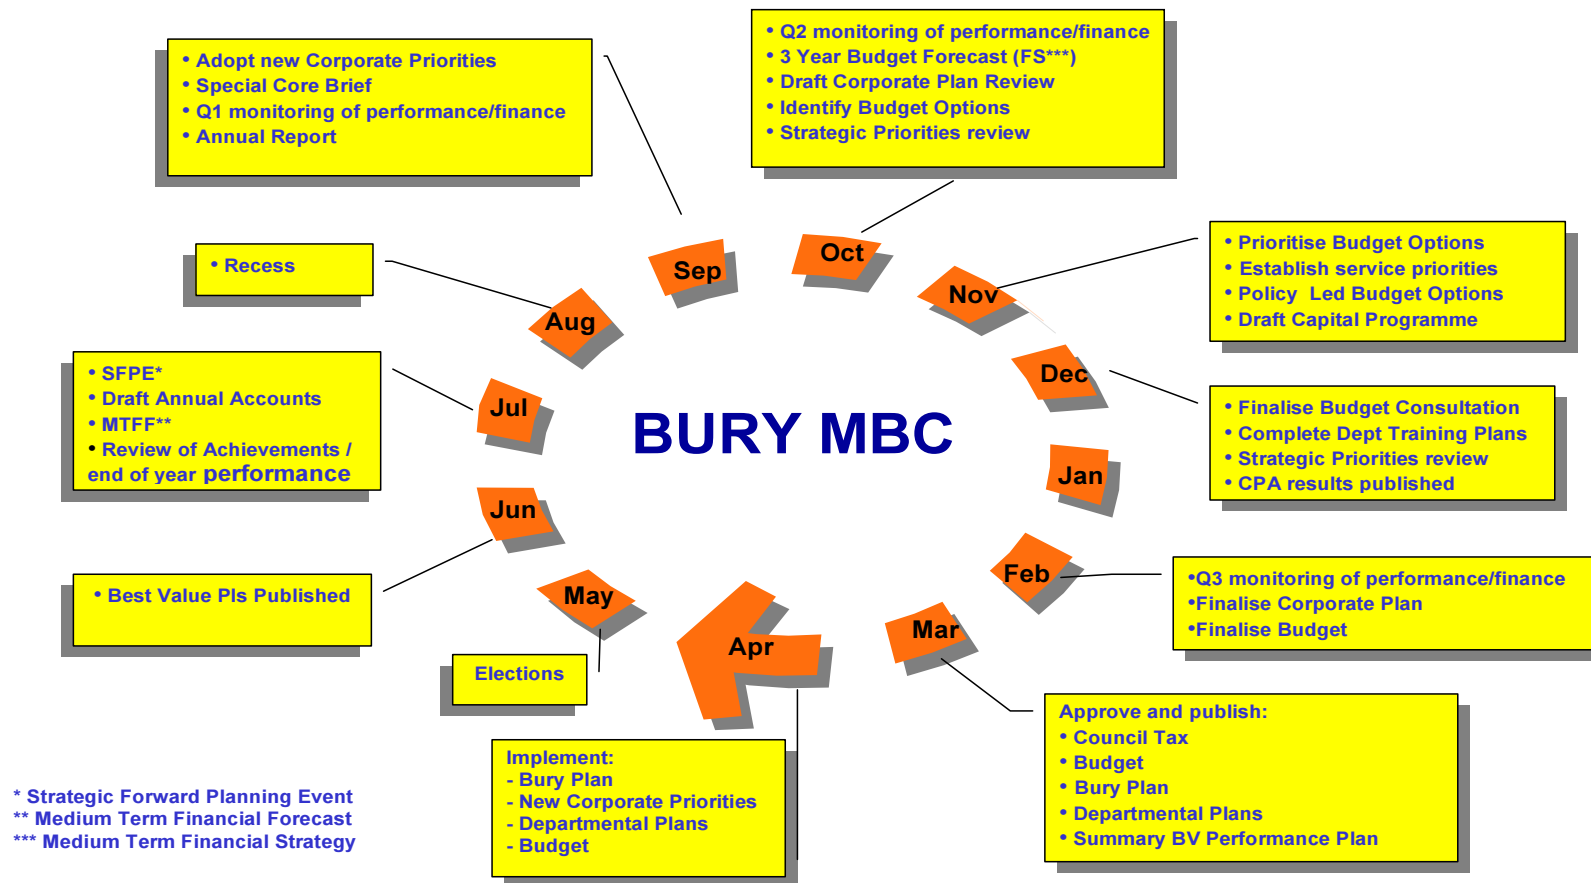 • Adopt new Corporate Priorities
• Special Core Brief
• Q1 monitoring of performance/finance
• Annual Report
• Q2 monitoring of performance/finance
• 3 Year Budget Forecast (FS***)
• Draft Corporate Plan Review
• Identify Budget Options
• Strategic Priorities review
• Recess
Sep
Oct
• Prioritise Budget Options
• Establish service priorities
• Policy Led Budget Options
• Draft Capital Programme
Aug
Nov
• SFPE*
• Draft Annual Accounts
• MTFF**
• Review of Achievements /
end of year performance
Jul
BURY MBC
Dec
• Finalise Budget Consultation
• Complete Dept Training Plans
• Strategic Priorities review
• CPA results published
Jan
Jun
• Best Value PIs Published
May
Feb
•Q3 monitoring of performance/finance
•Finalise Corporate Plan
•Finalise Budget
Elections
Apr
Mar
Approve and publish:
• Council Tax
• Budget
• Bury Plan
• Departmental Plans
• Summary BV Performance Plan
Implement:
- Bury Plan
- New Corporate Priorities
- Departmental Plans
- Budget
* Strategic Forward Planning Event
** Medium Term Financial Forecast
*** Medium Term Financial Strategy